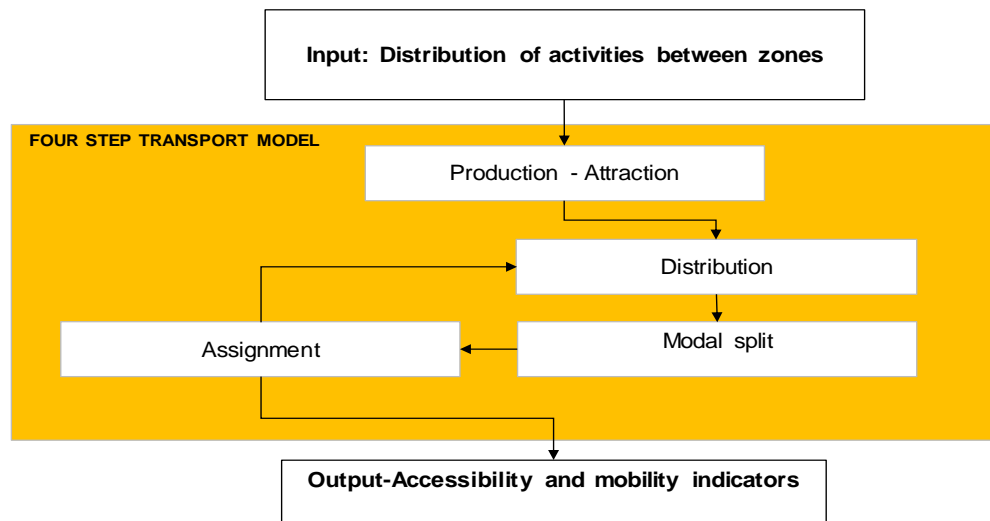 Input: Distribution of activities between zones
FOUR STEP TRANSPORT MODEL
Production - Attraction
Distribution
Modal split
Assignment
Output-Accessibility and mobility indicators